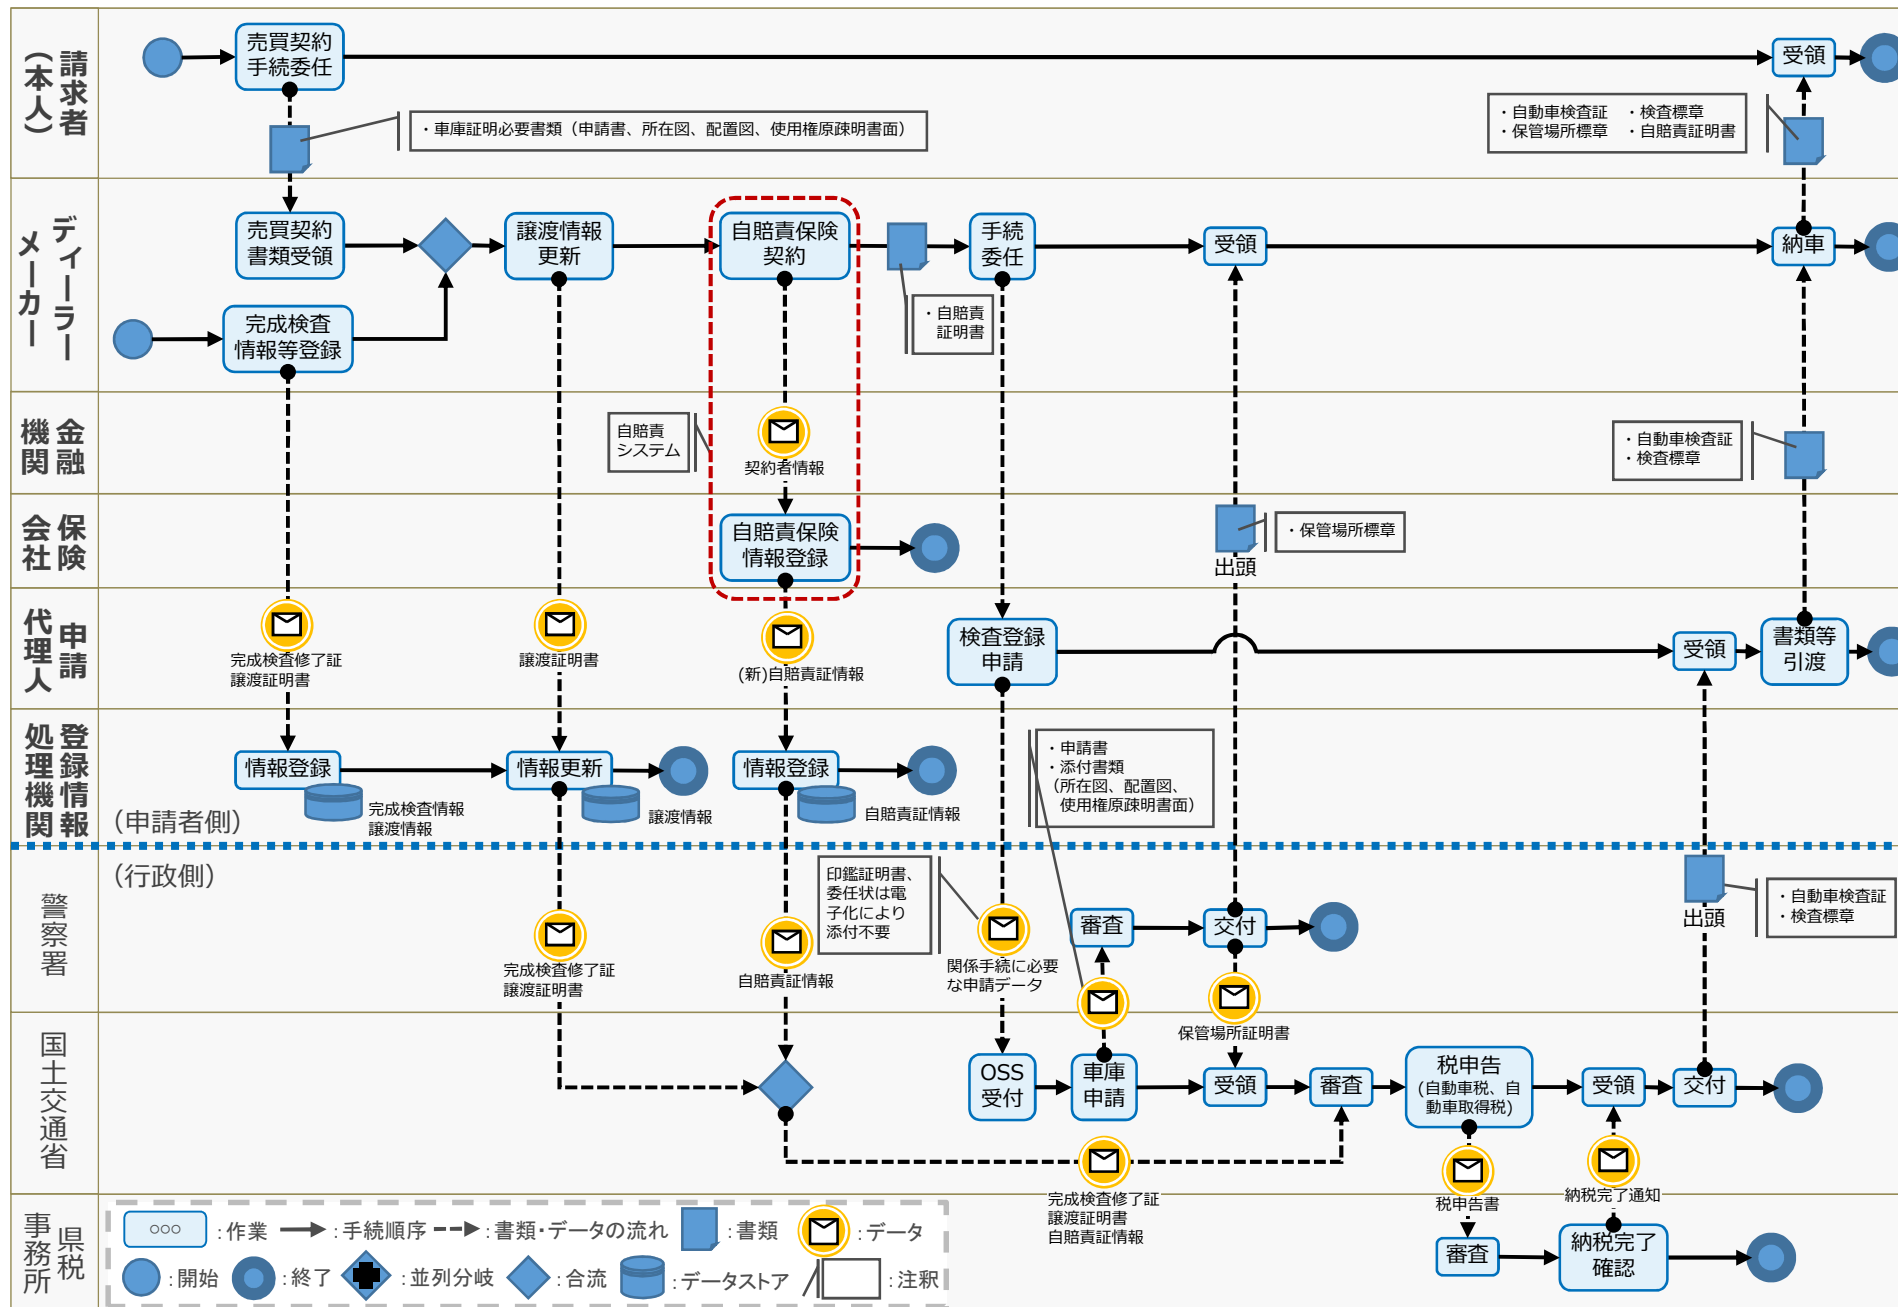 請求者
（本人）
売買契約
手続委任
受領
・車庫証明必要書類（申請書、所在図、配置図、使用権原疎明書面）
・自動車検査証　・検査標章
・保管場所標章　・自賠責証明書
ディーラー
メーカー
売買契約
書類受領
譲渡情報
更新
自賠責保険
契約
手続
委任
受領
納車
・自賠責
証明書
完成検査
情報等登録
金融
機関
自賠責
システム
契約者情報
・自動車検査証
・検査標章
保険
会社
自賠責保険
情報登録
・保管場所標章
出頭
申請
代理人
完成検査修了証
譲渡証明書
譲渡証明書
(新)自賠責証情報
検査登録
申請
受領
書類等
引渡
登録情報
処理機関
情報登録
情報更新
情報登録
完成検査情報
譲渡情報
譲渡情報
自賠責証情報
・申請書
・添付書類
（所在図、配置図、
使用権原疎明書面）
（申請者側）
（行政側）
警察署
印鑑証明書、
委任状は電
子化により
添付不要
審査
交付
・自動車検査証
・検査標章
出頭
完成検査修了証
譲渡証明書
自賠責証情報
関係手続に必要
な申請データ
国土交通省
保管場所証明書
OSS
受付
車庫
申請
受領
審査
税申告
(自動車税、自
動車取得税)
受領
交付
完成検査修了証
譲渡証明書
自賠責証情報
税申告書
納税完了通知
県税
事務所
審査
納税完了
確認
○○○
:作業
:手続順序
:書類・データの流れ
:書類
:データ
:開始
:終了
:並列分岐
:合流
:データストア
:注釈